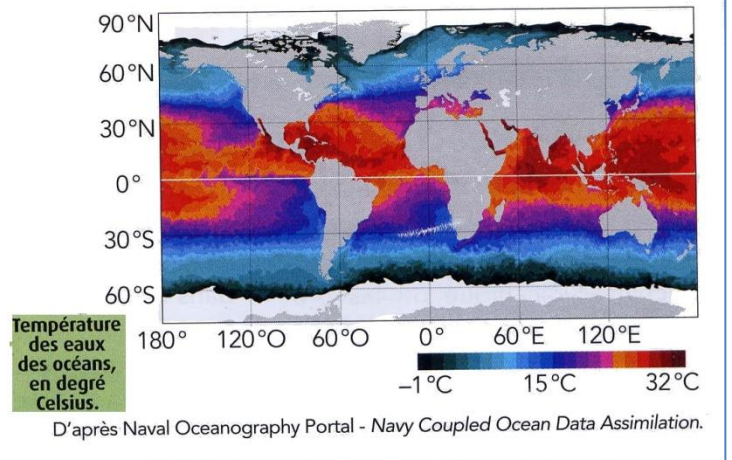 90°N
60°N
30°N
0°
30°S
60°S
180° 120°O 60°O 0° 60°E 120°E
Température
des eaux
des océans,
en degré
Celsius.
–1°C 15°C 32°C
D'après Naval Oceanography Portal - Navy Coupled Ocean Data Assimilation.